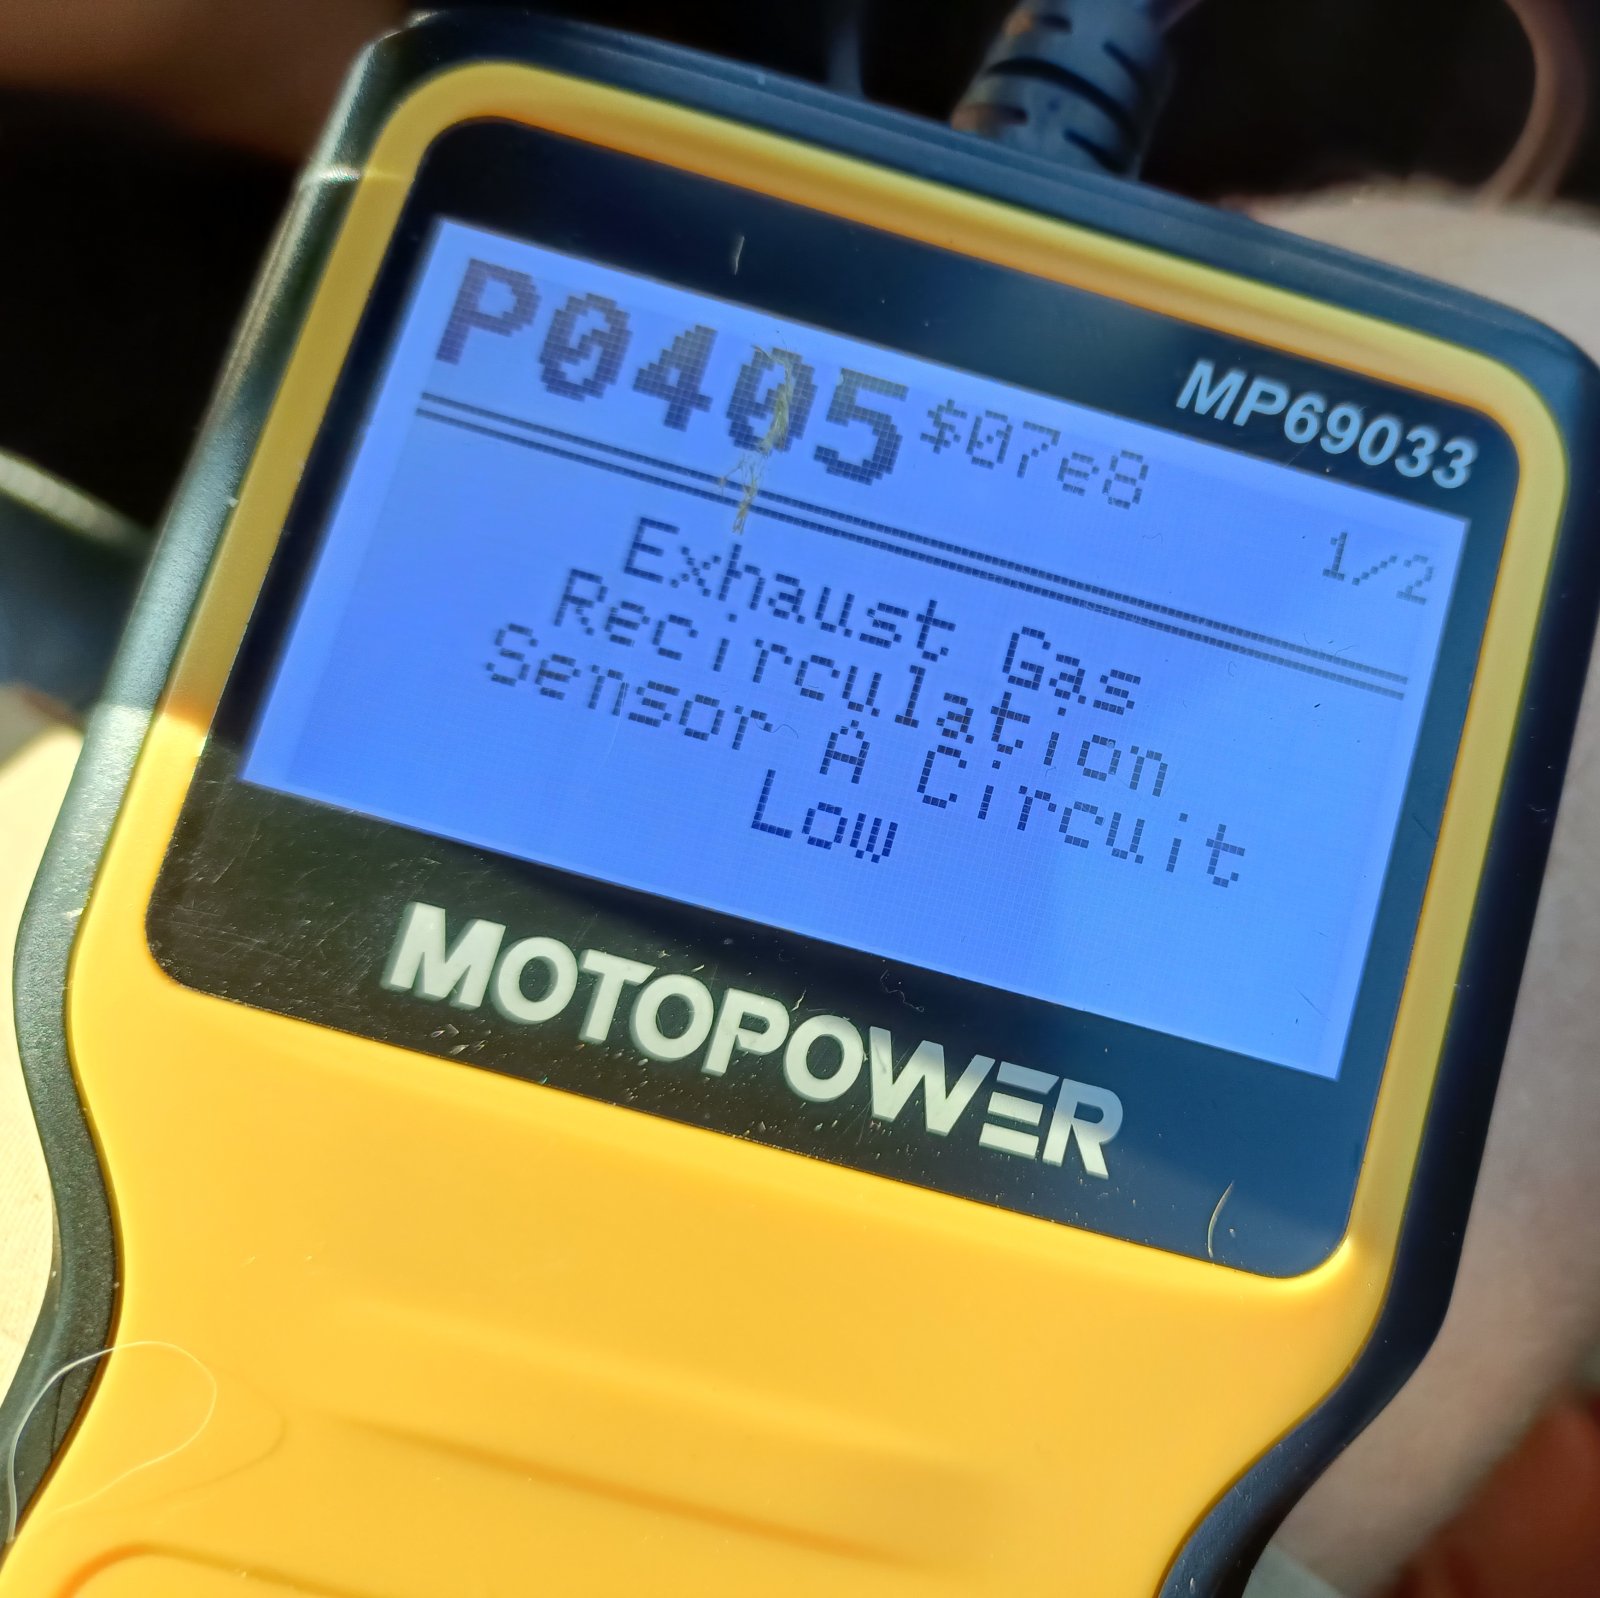 MP69033
P0405 $07e8
1/2
Exhaust Gas
Recirculation
Sensor A Circuit
Low
MOTOPOWER